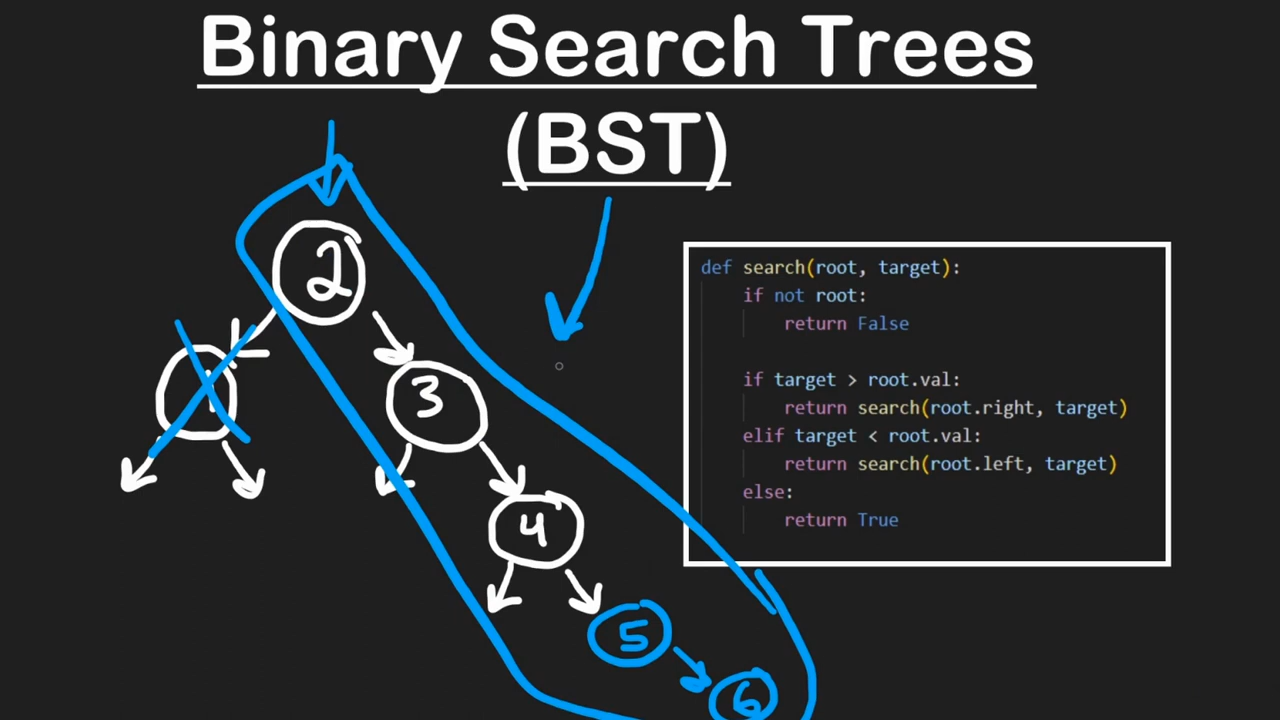 Binary Search Trees
(BST)
2
1
3
4
5
6
def search(root, target):
    if not root:
        return False

    if target > root.val:
        return search(root.right, target)
    elif target < root.val:
        return search(root.left, target)
    else:
        return True